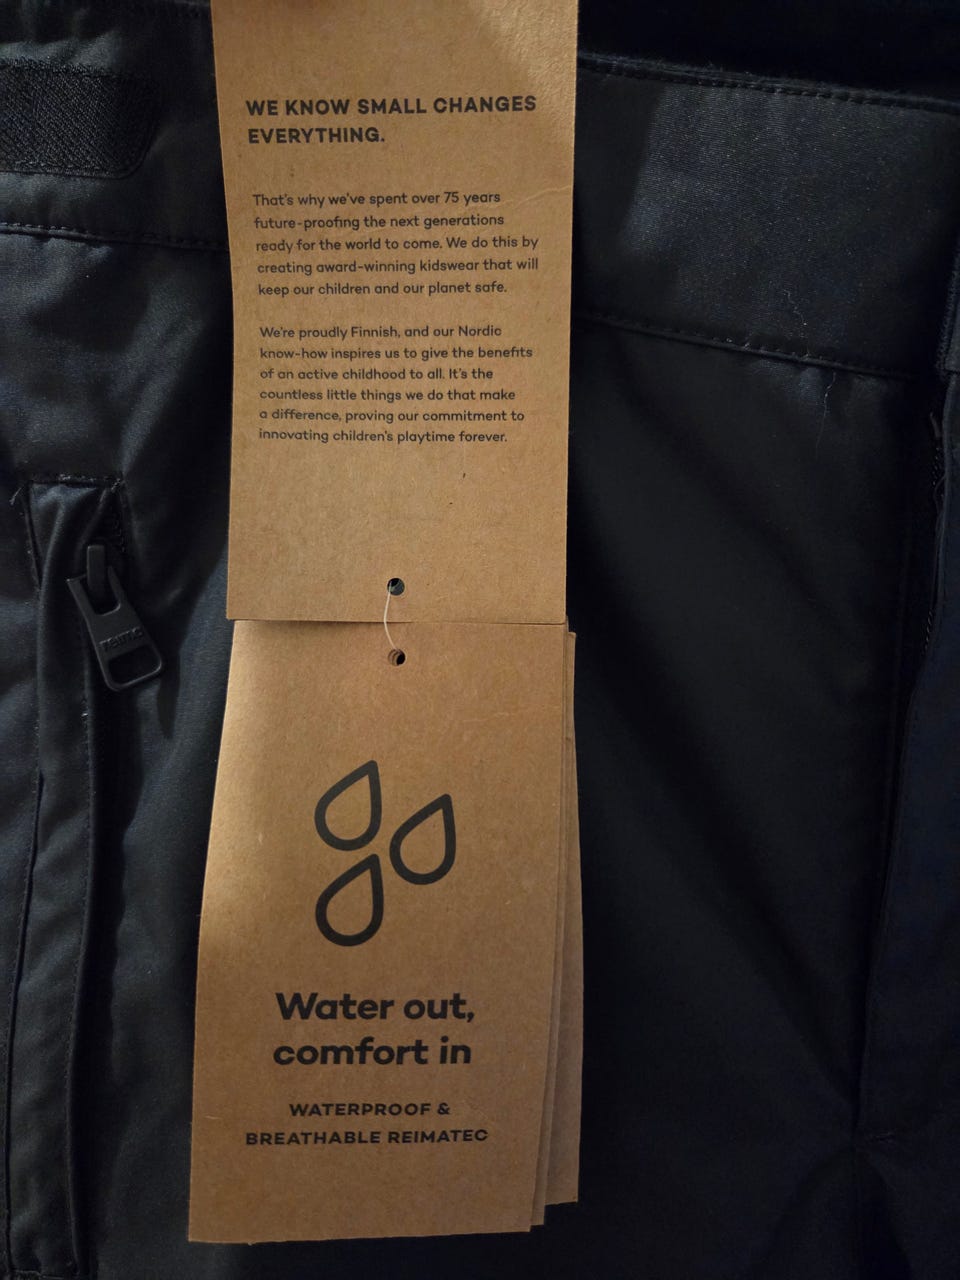 WE KNOW SMALL CHANGES
EVERYTHING.
That's why we've spent over 75 years
future-proofing the next generations
ready for the world to come. We do this by
creating award-winning kidswear that will
keep our children and our planet safe.
We're proudly Finnish, and our Nordic
know-how inspires us to give the benefits
of an active childhood to all. It's the
countless little things we do that make
a difference, proving our commitment to
innovating children's playtime forever.
reima
Water out,
comfort in
WATERPROOF &
BREATHABLE REIMATEC